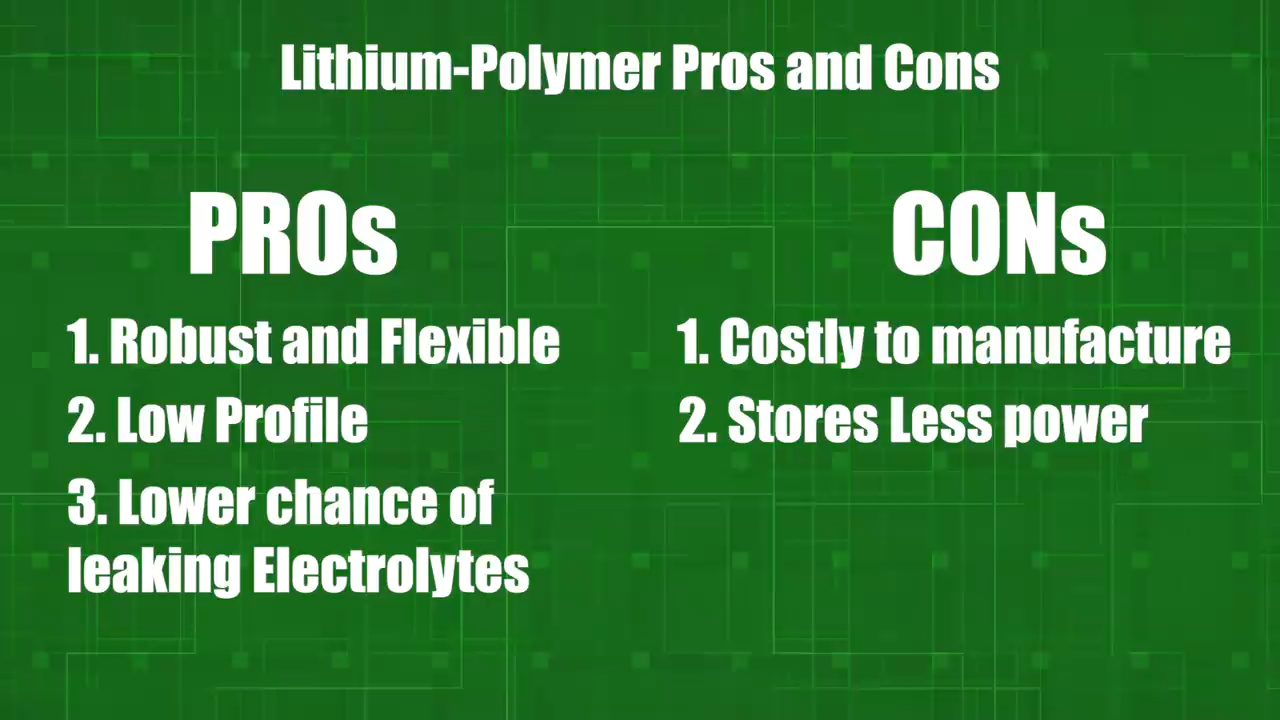 Lithium-Polymer Pros and Cons
PROs
1. Robust and Flexible
2. Low Profile
3. Lower chance of
leaking Electrolytes
CONs
1. Costly to manufacture
2. Stores Less power